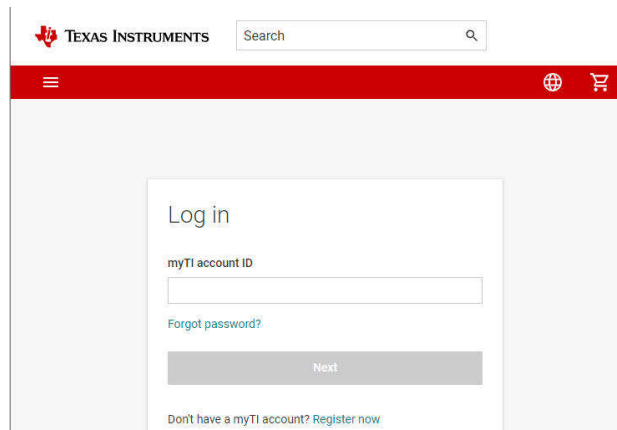 TEXAS INSTRUMENTS
Search
Log in
myTI account ID
Forgot password?
Next
Don't have a myTI account? Register now